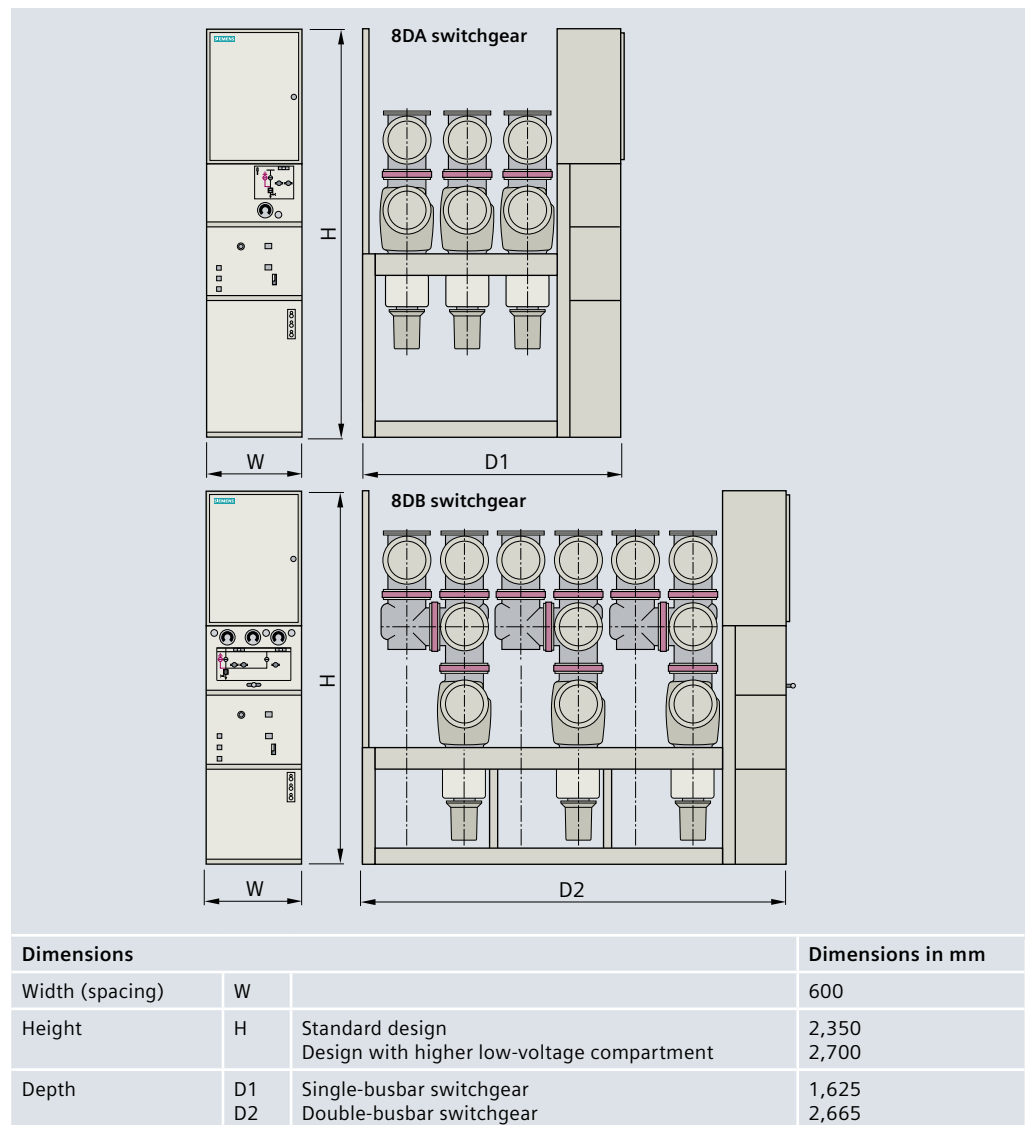 SIEMENS
8DA switchgear
H
W
D1
SIEMENS
8DB switchgear
H
W
D2
Dimensions Dimensions in mm
Width (spacing) W 600
Height H Standard design 2,350
Design with higher low-voltage compartment 2,700
Depth D1 Single-busbar switchgear 1,625
D2 Double-busbar switchgear 2,665